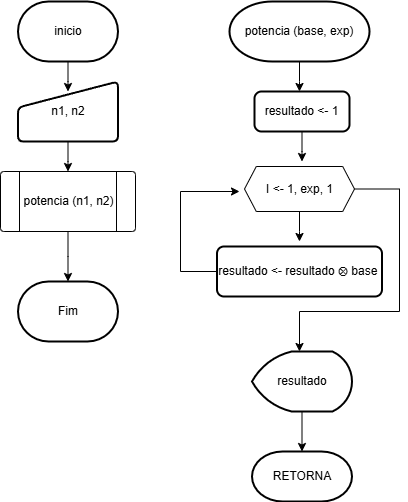 inicio
n1, n2
potencia (n1, n2)
Fim
potencia (base, exp)
resultado <- 1
I <- 1, exp, 1
resultado <- resultado ⊗ base
resultado
RETORNA